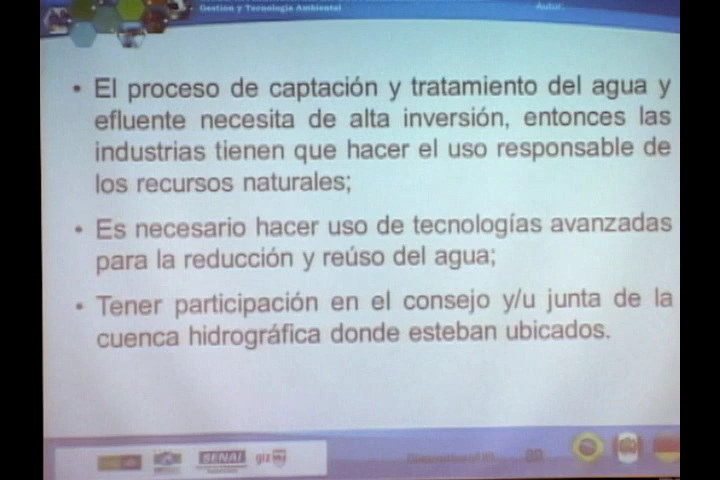 Gestion y Tecnologia Ambiental
Autor:
• El proceso de captación y tratamiento del agua y
efluente necesita de alta inversión, entonces las
industrias tienen que hacer el uso responsable de
los recursos naturales;
• Es necesario hacer uso de tecnologías avanzadas
para la reducción y reúso del agua;
• Tener participación en el consejo y/u junta de la
cuenca hidrográfica donde esteban ubicados.
SENAI
giz